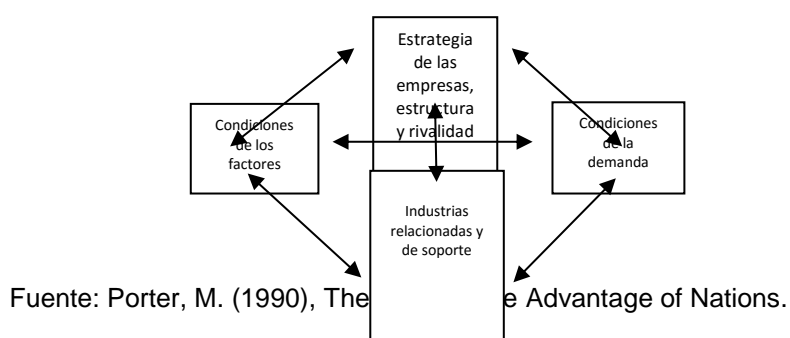 Estrategia
de las
empresas,
estructura
y rivalidad
Condiciones
de los
factores
Condiciones
de la
demanda
Industrias
relacionadas y
de soporte
Fuente: Porter, M. (1990), The e Advantage of Nations.